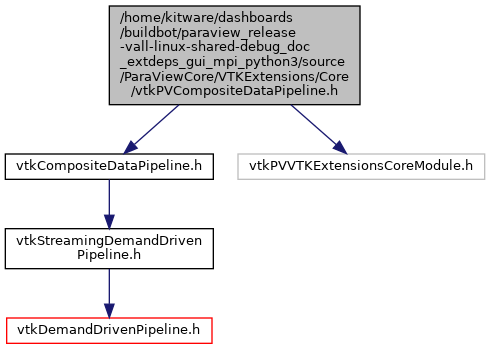 /home/kitware/dashboards
/buildbot/paraview_release
-vall-linux-shared-debug_doc
_extdeps_gui_mpi_python3/source
/ParaViewCore/VTKExtensions/Core
/vtkPVCompositeDataPipeline.h
vtkCompositeDataPipeline.h
vtkPVVTKExtensionsCoreModule.h
vtkStreamingDemandDriven
Pipeline.h
vtkDemandDrivenPipeline.h